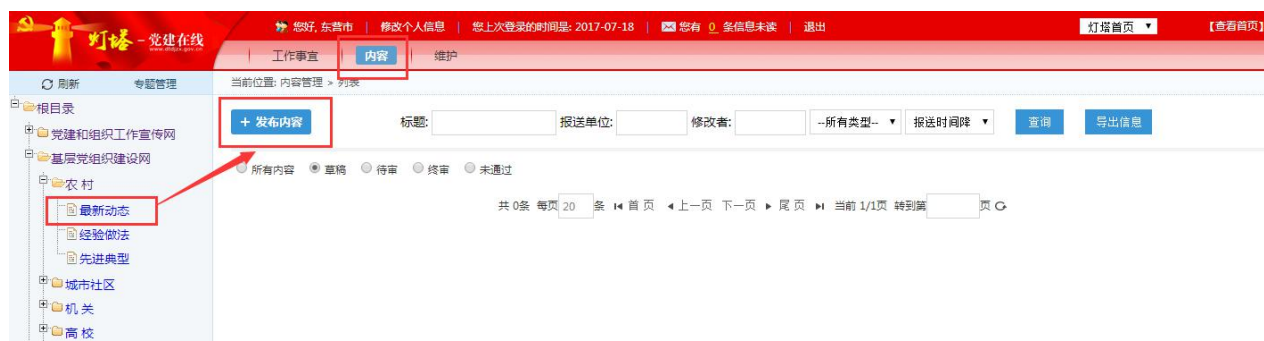 灯塔-党建在线
www.dtdjzx.gov.cn
您好, 东营市 | 修改个人信息 | 您上次登录的时间是: 2017-07-18 | 您有 0 条信息未读 | 退出
灯塔首页 ▼ 【查看首页】
工作事宜 | 内容 | 维护
刷新 专题管理
当前位置: 内容管理 > 列表
根目录
党建和组织工作宣传网
基层党组织建设网
农 村
最新动态
经验做法
先进典型
城市社区
机 关
高 校
+ 发布内容 标题: 报送单位: 修改者: --所有类型-- ▼ 报送时间降 ▼ 查询 导出信息
所有内容 草稿 待审 终审 未通过
共 0条 每页 20 条 首 页 上一页 下一页 尾 页 当前 1/1页 转到第 页